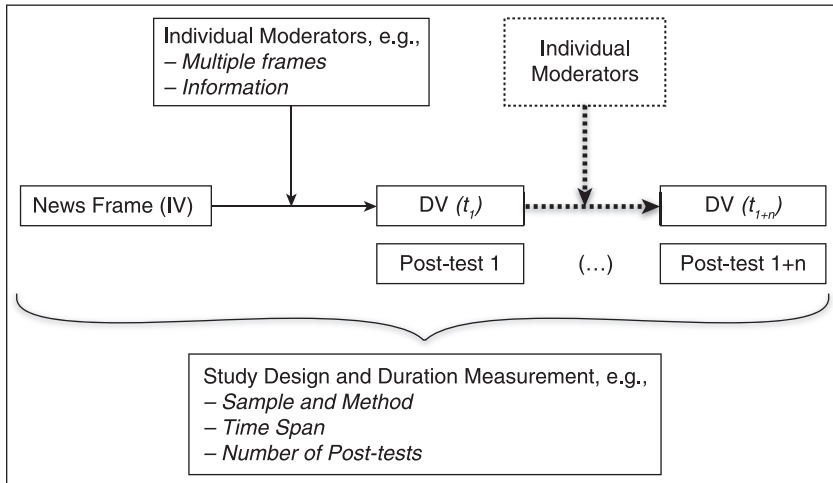 Individual Moderators, e.g.,
– Multiple frames
– Information
Individual
Moderators
News Frame (IV)
DV (t1)
DV (t1+n)
Post-test 1
(…)
Post-test 1+n
Study Design and Duration Measurement, e.g.,
– Sample and Method
– Time Span
– Number of Post-tests